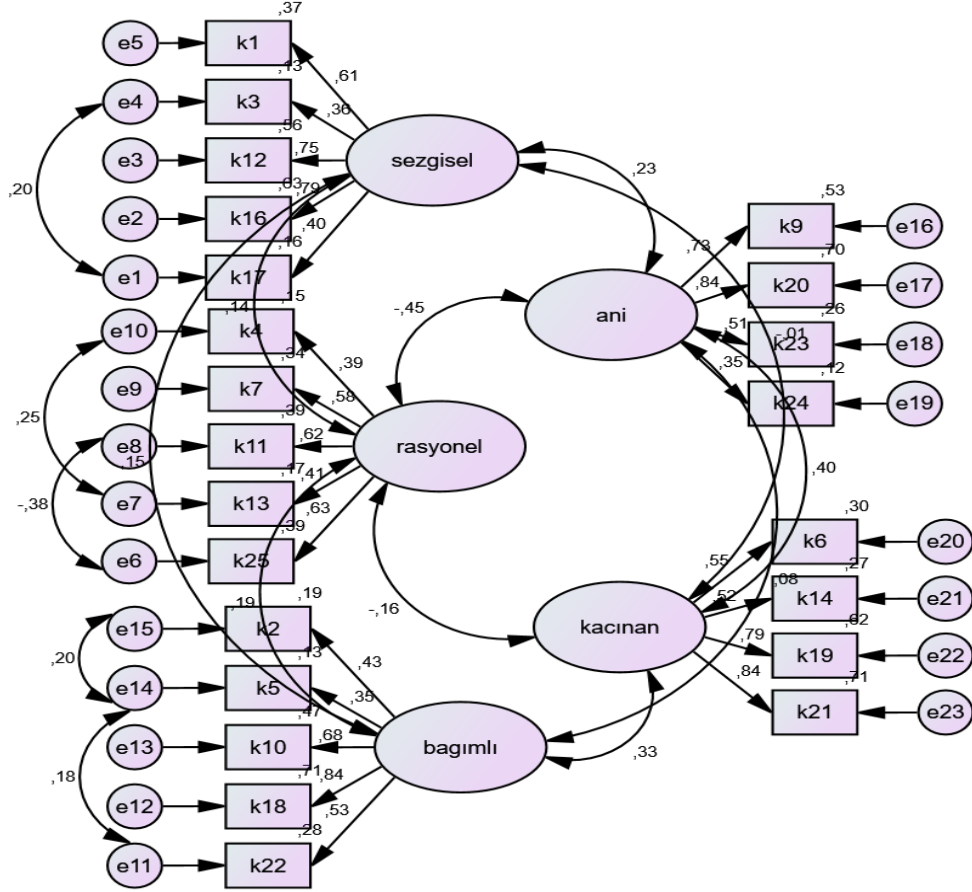 ,37
e5
k1
,61
,13
e4
k3
,36
,56
e3
k12
,75
sezgisel
,23
,20
,63
,79
e2
k16
,40
,16
e1
k17
,53
k9
e16
,73
,70
,84
k20
e17
,26
,51
-,01
k23
e18
,12
,35
k24
e19
ani
-,45
,14
,15
e10
k4
,39
,34
e9
k7
,58
,39
,25
e8
k11
,62
rasyonel
,15
,17
,41
-,38
e7
k13
,63
,39
e6
k25
,40
,30
k6
e20
,55
,27
,08
,52
k14
e21
,62
,79
k19
e22
,71
,84
k21
e23
kacınan
-,16
,19
,19
e15
k2
,43
,13
,20
e14
k5
,35
,47
e13
k10
,68
bagımlı
,33
,18
,71
,84
e12
k18
,53
,28
e11
k22